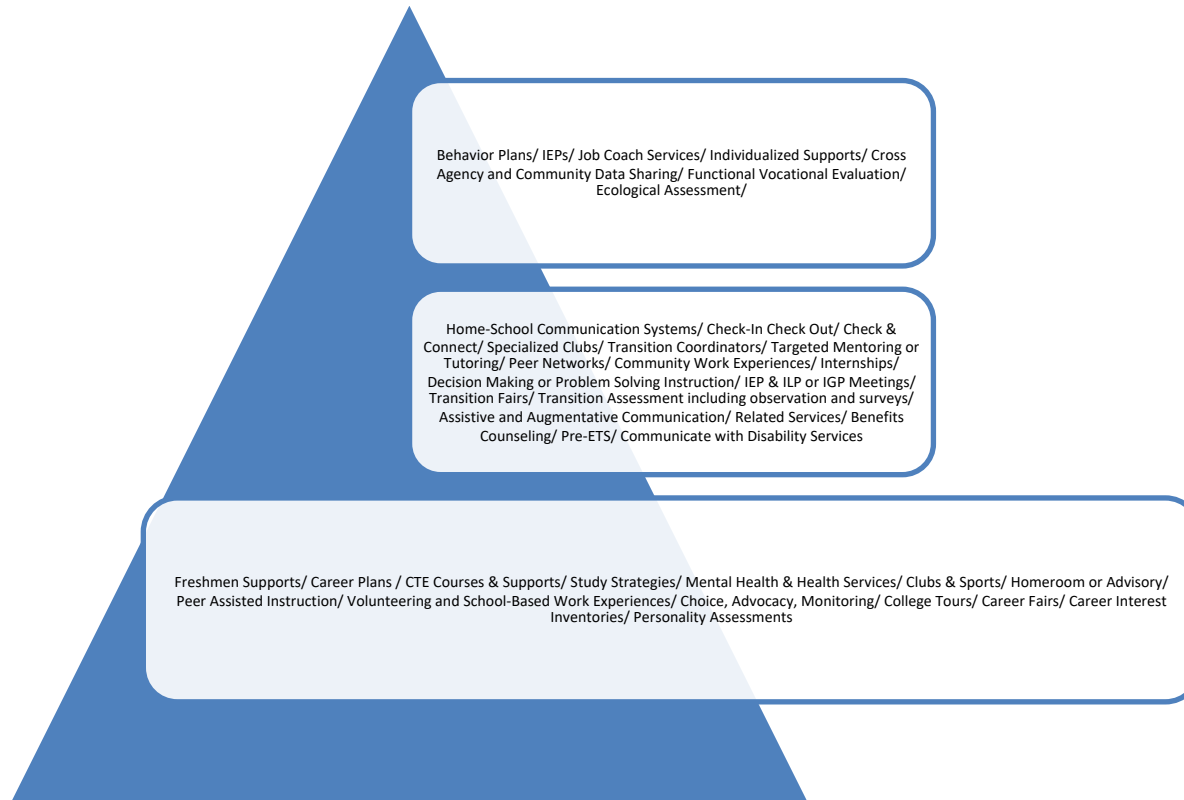 Behavior Plans/ IEPs/ Job Coach Services/ Individualized Supports/ Cross
Agency and Community Data Sharing/ Functional Vocational Evaluation/
Ecological Assessment/
Home-School Communication Systems/ Check-In Check Out/ Check &
Connect/ Specialized Clubs/ Transition Coordinators/ Targeted Mentoring or
Tutoring/ Peer Networks/ Community Work Experiences/ Internships/
Decision Making or Problem Solving Instruction/ IEP & ILP or IGP Meetings/
Transition Fairs/ Transition Assessment including observation and surveys/
Assistive and Augmentative Communication/ Related Services/ Benefits
Counseling/ Pre-ETS/ Communicate with Disability Services
Freshmen Supports/ Career Plans / CTE Courses & Supports/ Study Strategies/ Mental Health & Health Services/ Clubs & Sports/ Homeroom or Advisory/
Peer Assisted Instruction/ Volunteering and School-Based Work Experiences/ Choice, Advocacy, Monitoring/ College Tours/ Career Fairs/ Career Interest
Inventories/ Personality Assessments